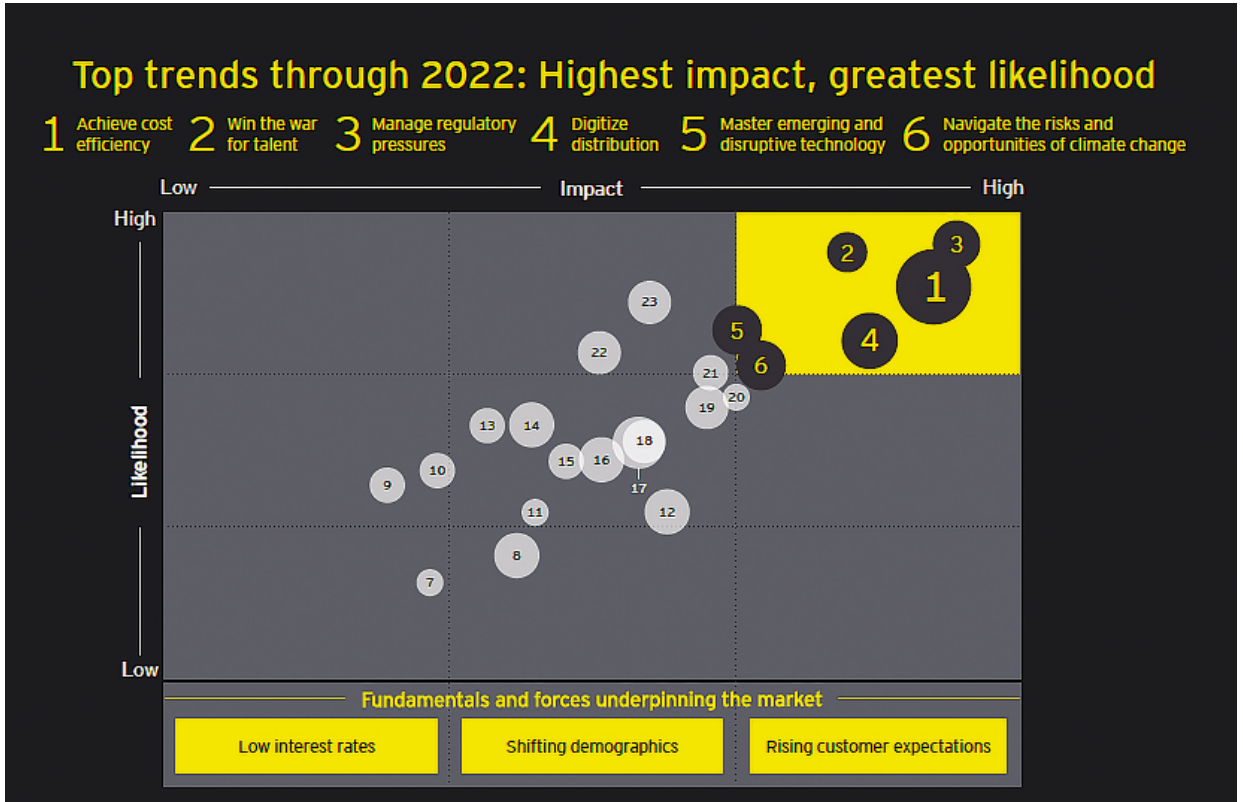 Top trends through 2022: Highest impact, greatest likelihood
1 Achieve cost efficiency
2 Win the war for talent
3 Manage regulatory pressures
4 Digitize distribution
5 Master emerging and disruptive technology
6 Navigate the risks and opportunities of climate change
Low Impact High
High
Likelihood
Low
2
3
1
23
5
4
22
6
21
20
19
13
14
18
15
16
10
9
17
11
12
8
7
Fundamentals and forces underpinning the market
Low interest rates
Shifting demographics
Rising customer expectations